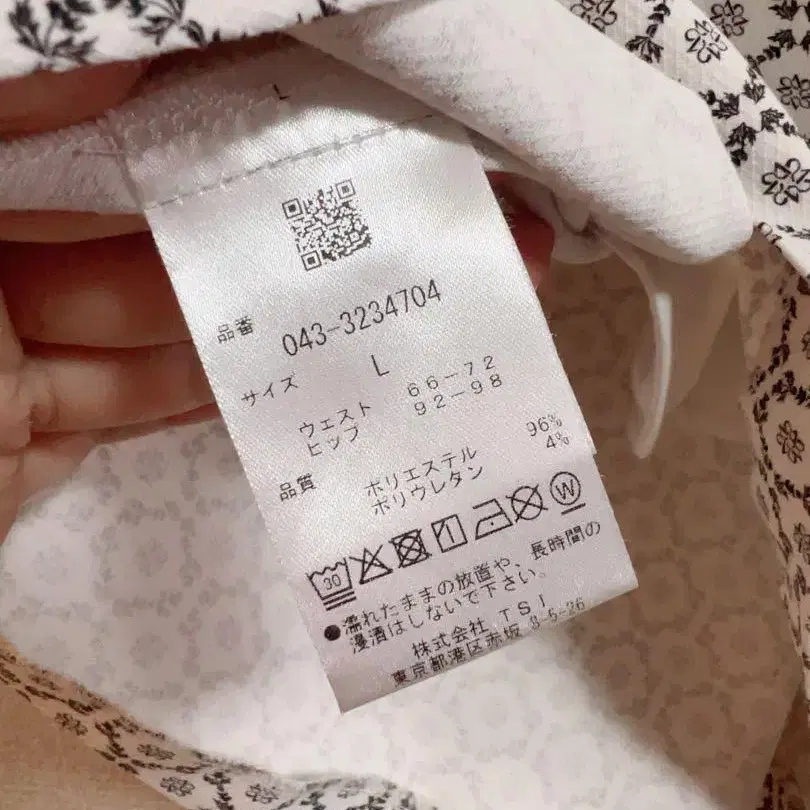 L
品番 043-3234704
サイズ L
ウェスト 66-72
ヒップ 92-98
品質 ポリエステル 96%
ポリウレタン 4%
30 W
●濡れたままの放置や、長時間の
浸漬はしないで下さい。
株式会社 TSI
東京都港区赤坂 8-5-26